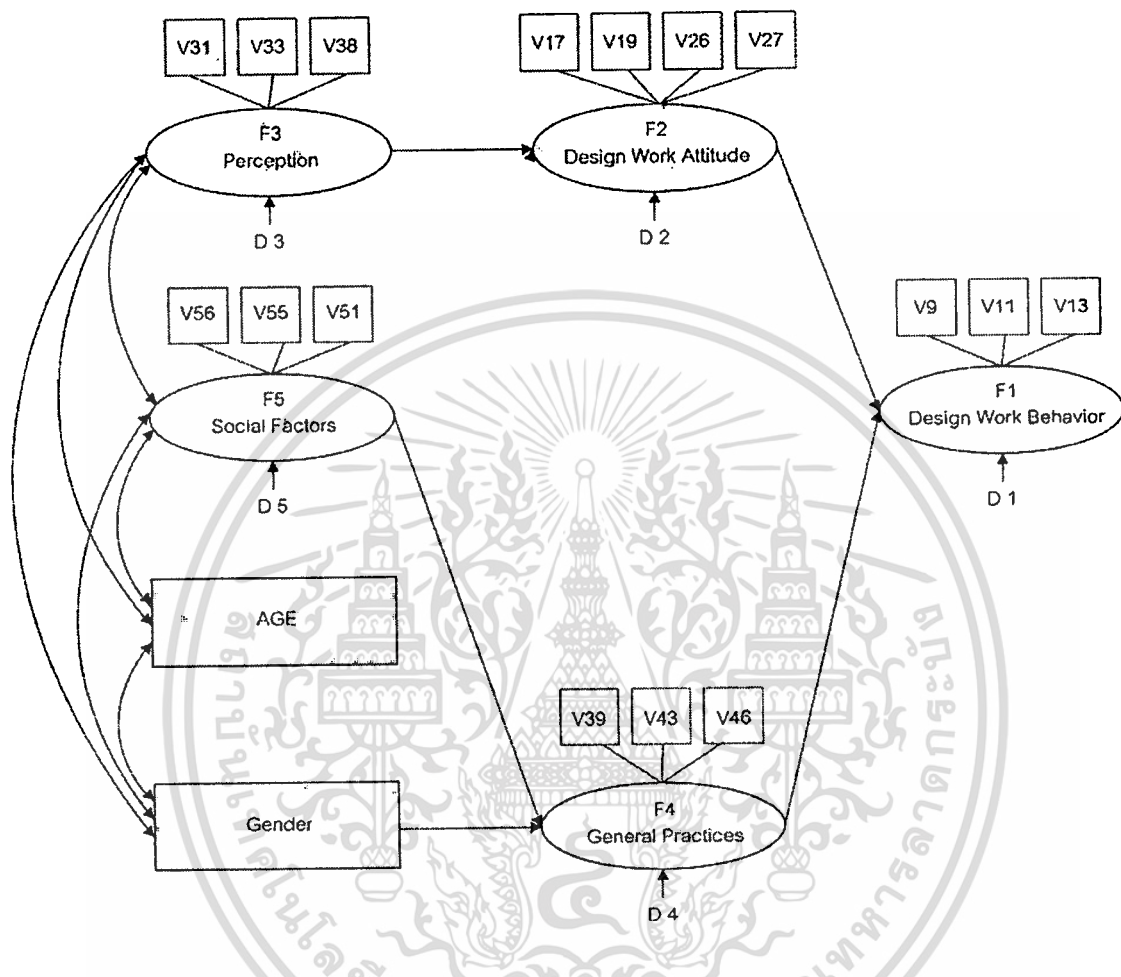 V31 V33 V38
V17 V19 V26 V27
F3
Perception
F2
Design Work Attitude
D 3
D 2
V56 V55 V51
V9 V11 V13
F5
Social Factors
F1
Design Work Behavior
D 5
D 1
AGE
V39 V43 V46
Gender
F4
General Practices
D 4